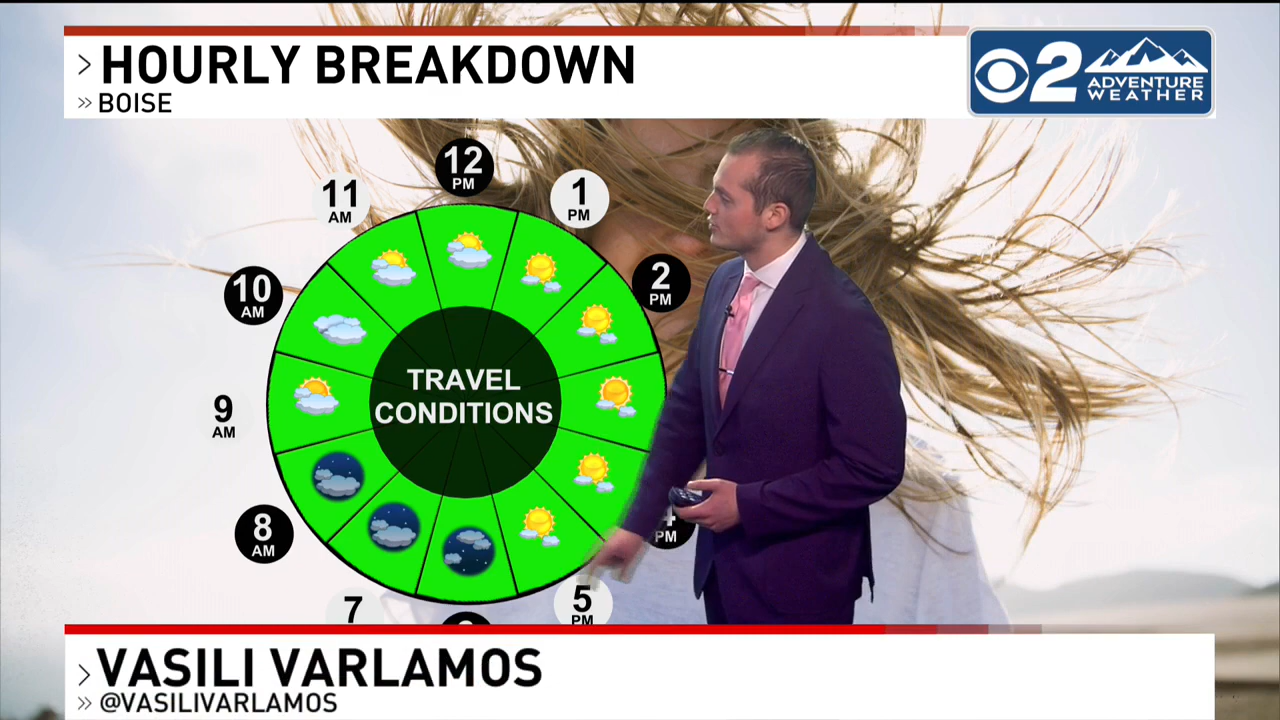 HOURLY BREAKDOWN
BOISE
2 ADVENTURE
WEATHER
12
PM
11
AM
1
PM
2
PM
10
AM
TRAVEL
CONDITIONS
9
AM
PM
8
AM
7
5
PM
VASILI VARLAMOS
@VASILIVARLAMOS